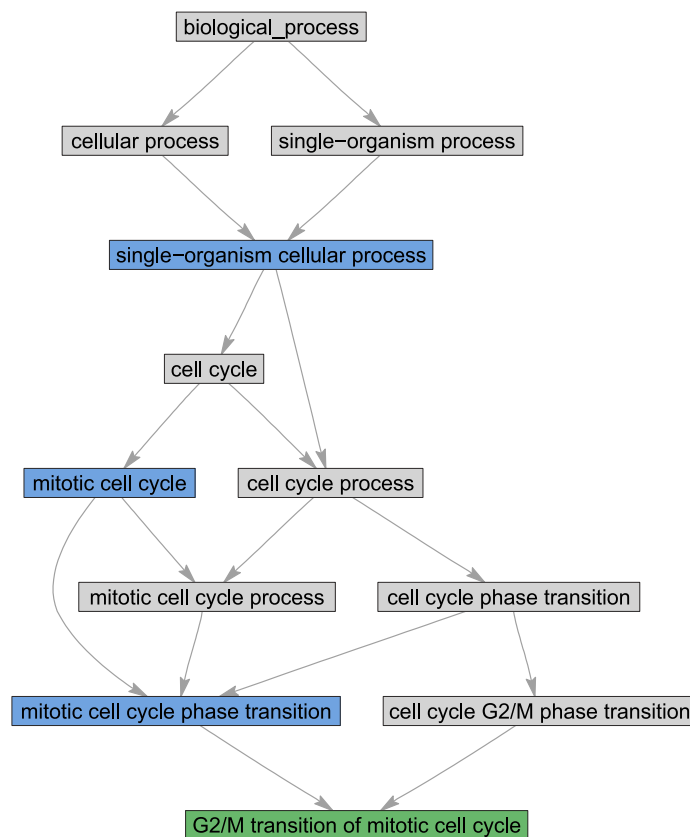 biological_process
cellular process
single−organism process
single−organism cellular process
cell cycle
mitotic cell cycle
cell cycle process
mitotic cell cycle process
cell cycle phase transition
mitotic cell cycle phase transition
cell cycle G2/M phase transition
G2/M transition of mitotic cell cycle